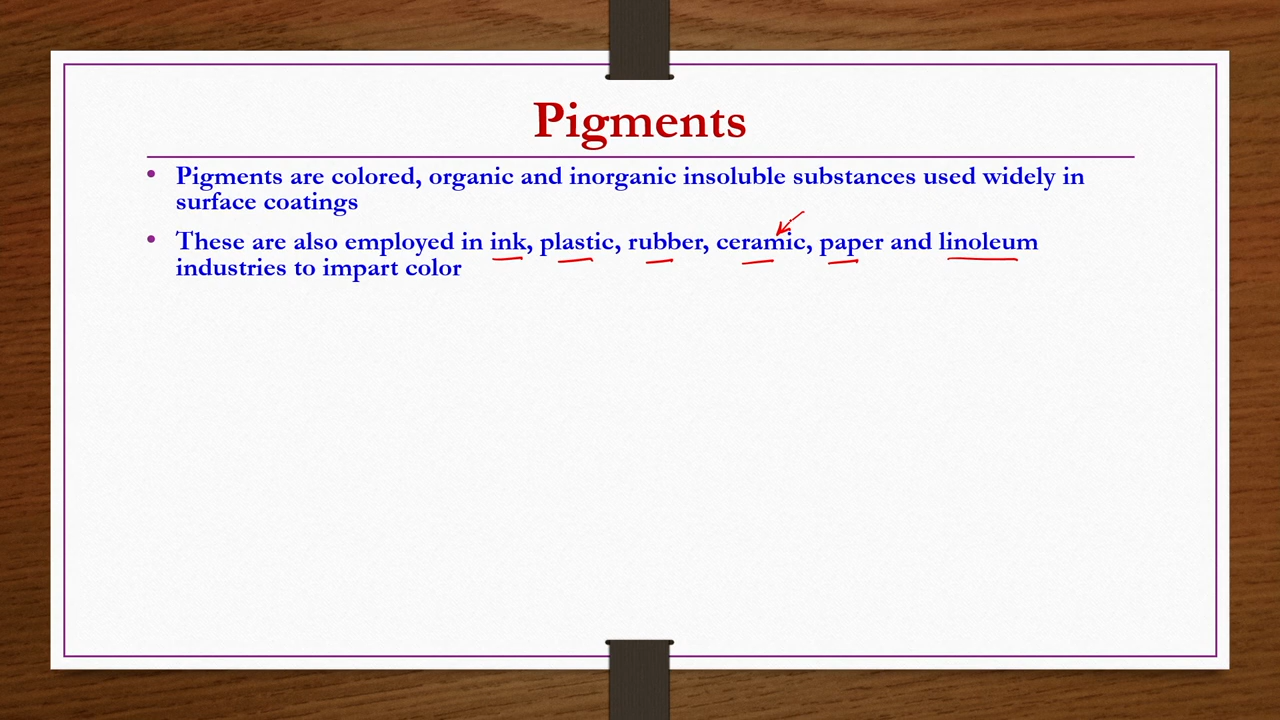 Pigments
• Pigments are colored, organic and inorganic insoluble substances used widely in
surface coatings
• These are also employed in ink, plastic, rubber, ceramic, paper and linoleum
industries to impart color